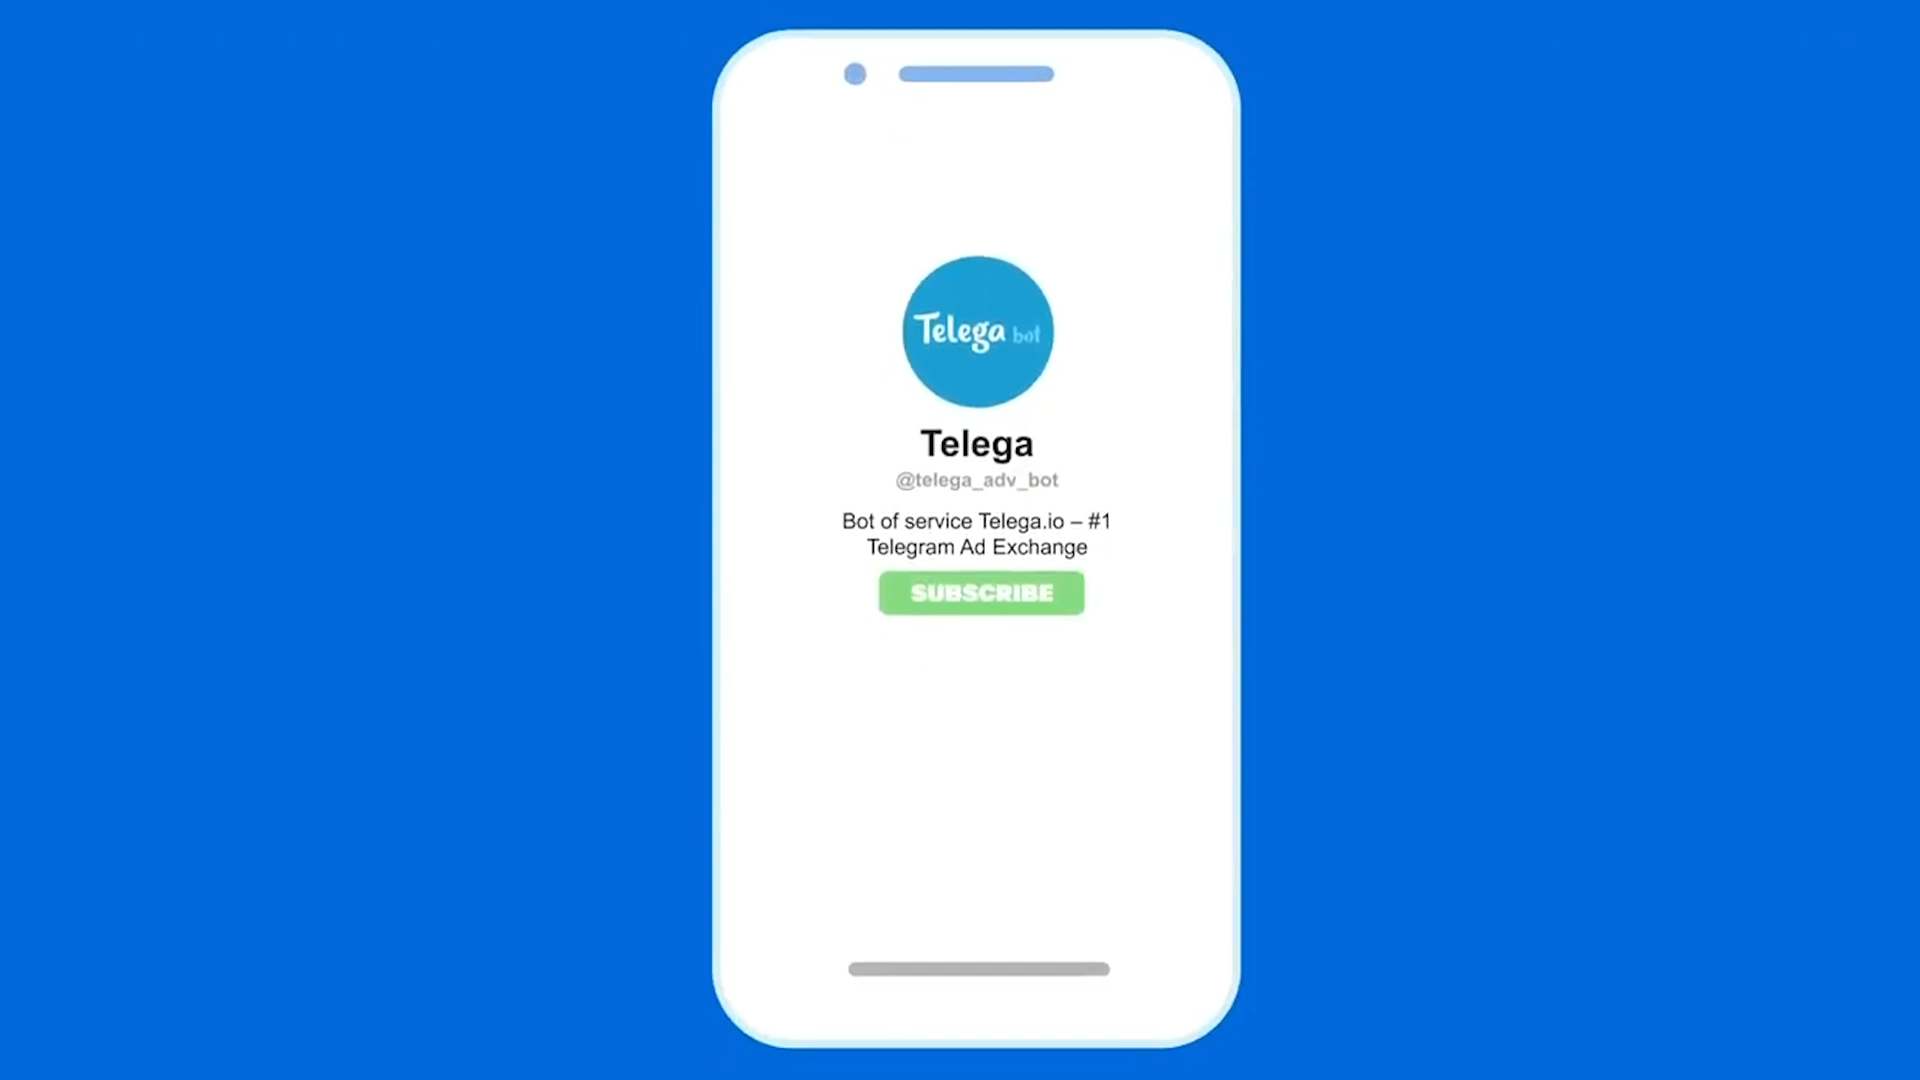 Telega bot
Telega
@telega_adv_bot
Bot of service Telega.io – #1
Telegram Ad Exchange
SUBSCRIBE